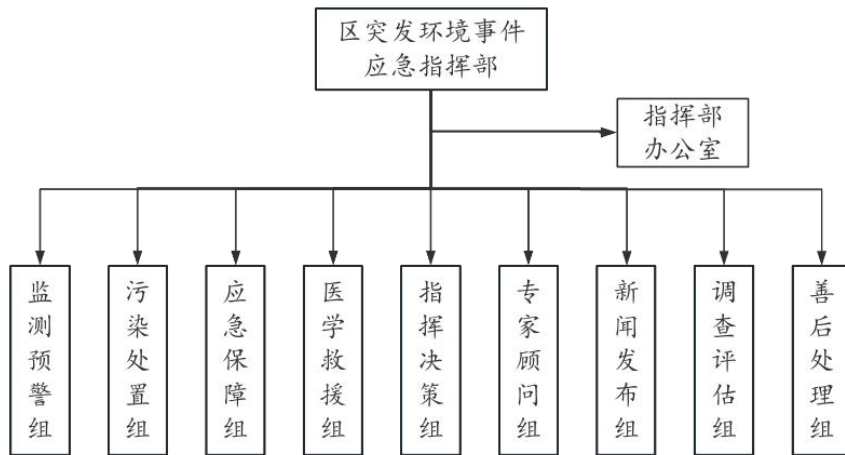 区突发环境事件
应急指挥部
指挥部
办公室
监测预警组
污染处置组
应急保障组
医学救援组
指挥决策组
专家顾问组
新闻发布组
调查评估组
善后处理组